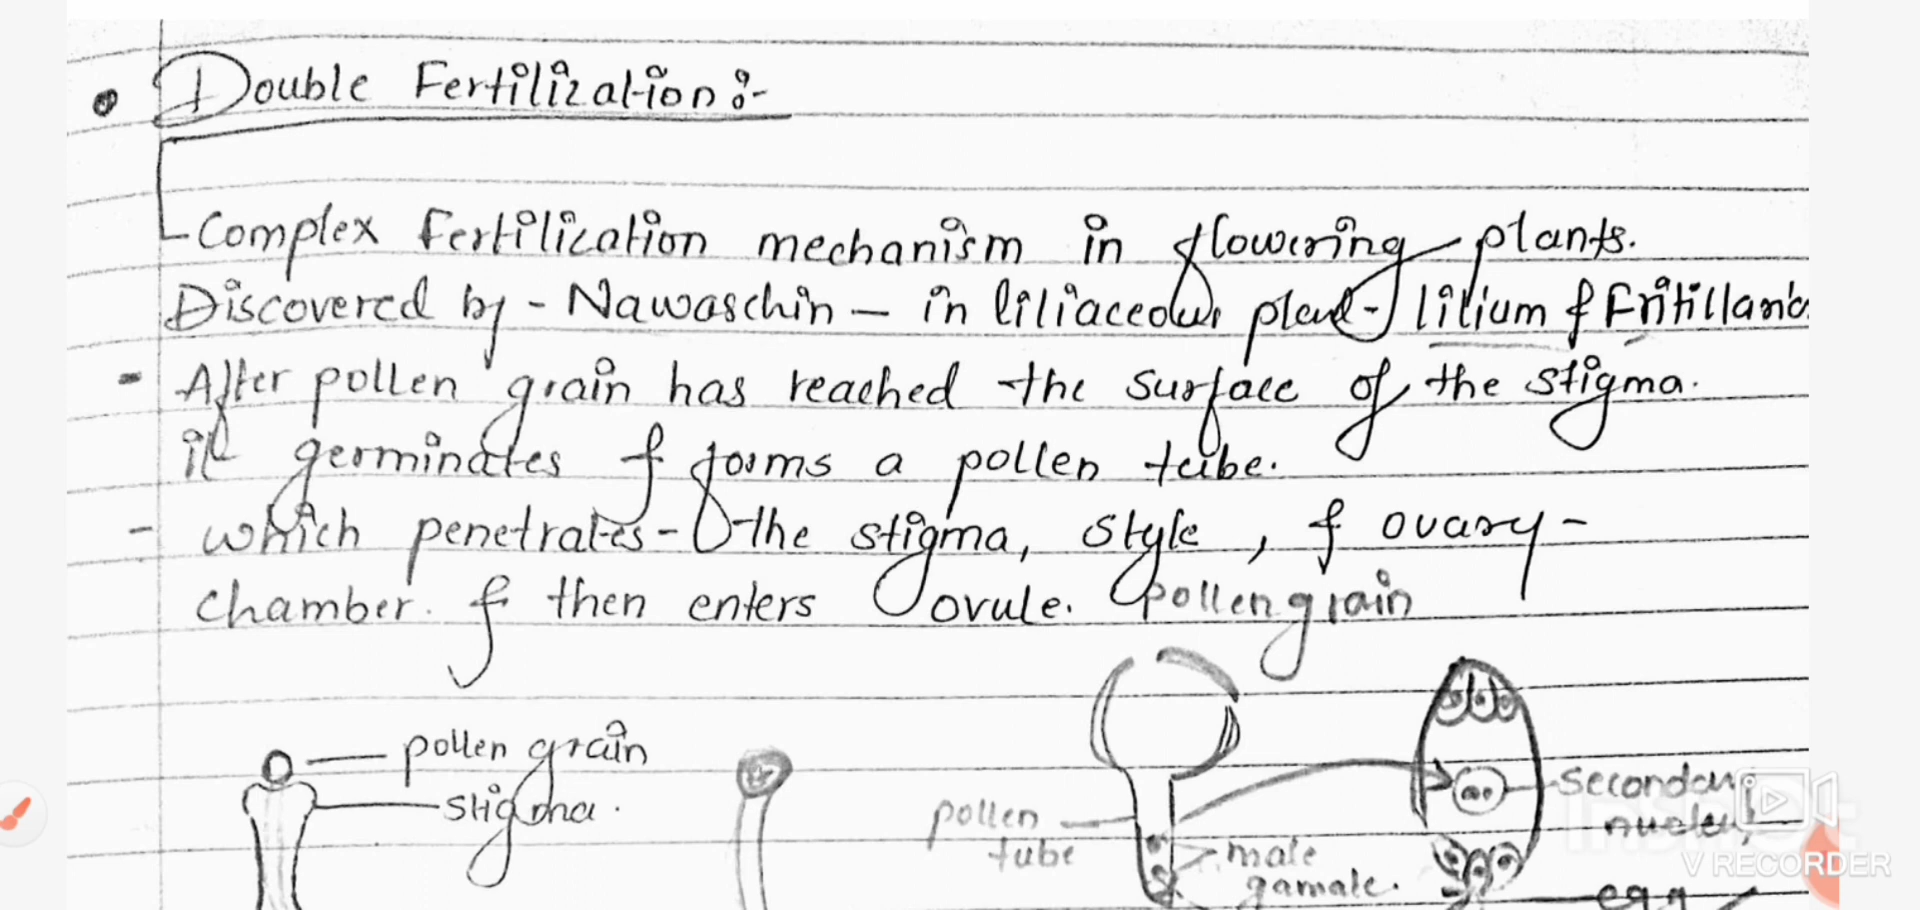 Double Fertilization :-
Complex Fertilization mechanism in flowering plants.
Discovered by - Nawaschin - in liliaceous plant - lilium & Fritillaria
- After pollen grain has reached the surface of the stigma.
it germinates & forms a pollen tube.
- which penetrates - the stigma, style, & ovary -
chamber. & then enters ovule. pollen grain
pollen grain
stigma.
pollen
tube
male
gamate.
secondary
nucleus
egg
V RECORDER